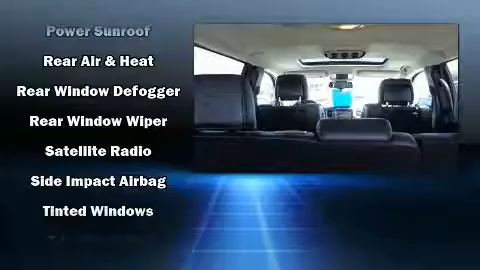 Power Sunroof
Rear Air & Heat
Rear Window Defogger
Rear Window Wiper
Satellite Radio
Side Impact Airbag
Tinted Windows